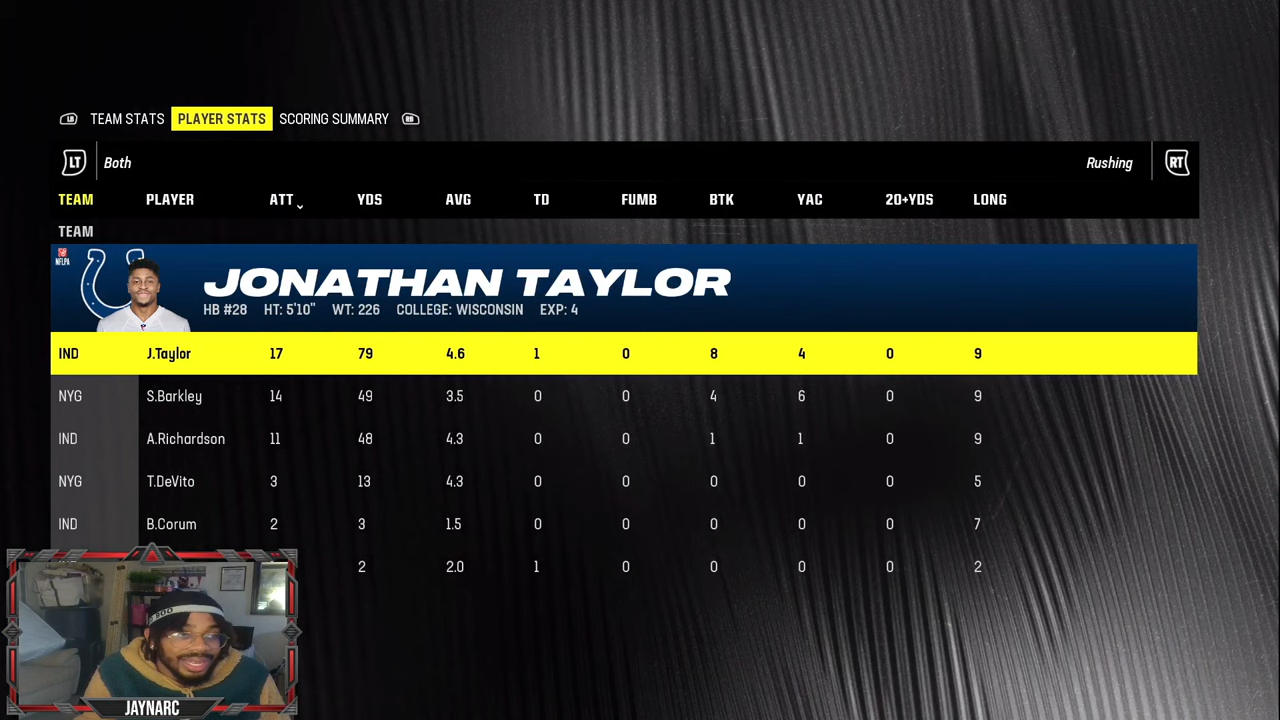 LB TEAM STATS PLAYER STATS SCORING SUMMARY RB
LT Both Rushing RT
TEAM PLAYER ATT YDS AVG TD FUMB BTK YAC 20+YDS LONG
TEAM
NFLPA
JONATHAN TAYLOR
HB #28 HT: 5'10" WT: 226 COLLEGE: WISCONSIN EXP: 4
IND J.Taylor 17 79 4.6 1 0 8 4 0 9
NYG S.Barkley 14 49 3.5 0 0 4 6 0 9
IND A.Richardson 11 48 4.3 0 0 1 1 0 9
NYG T.DeVito 3 13 4.3 0 0 0 0 0 5
IND B.Corum 2 3 1.5 0 0 0 0 0 7
2 2.0 1 0 0 0 0 2
JAYNARC